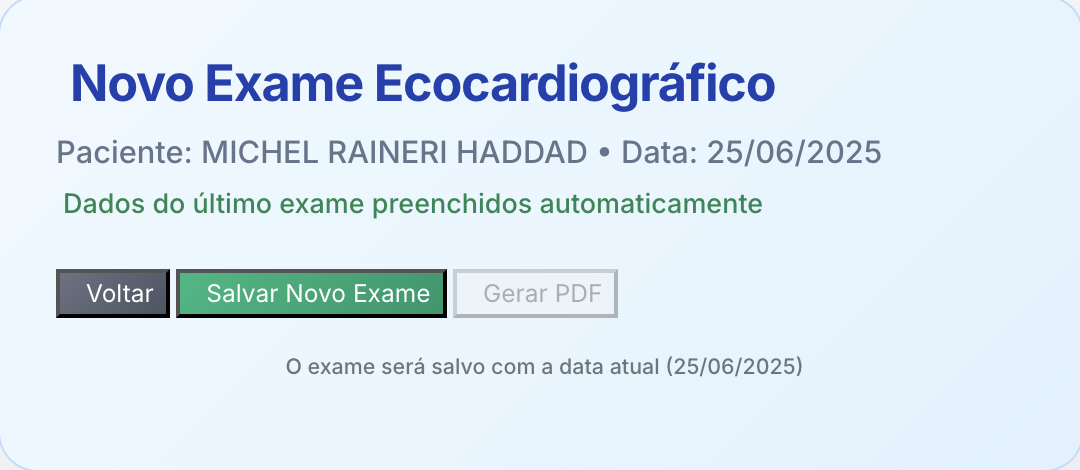 Novo Exame Ecocardiográfico
Paciente: MICHEL RAINERI HADDAD • Data: 25/06/2025
Dados do último exame preenchidos automaticamente
Voltar Salvar Novo Exame Gerar PDF
O exame será salvo com a data atual (25/06/2025)